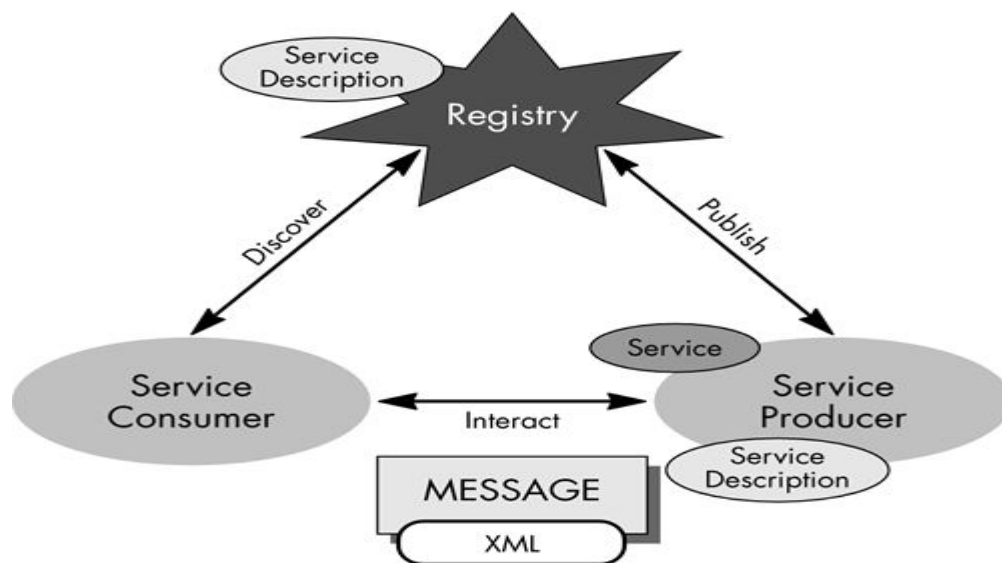 Service
Description
Registry
Discover
Publish
Service
Service
Consumer
Interact
Service
Producer
Service
Description
MESSAGE
XML